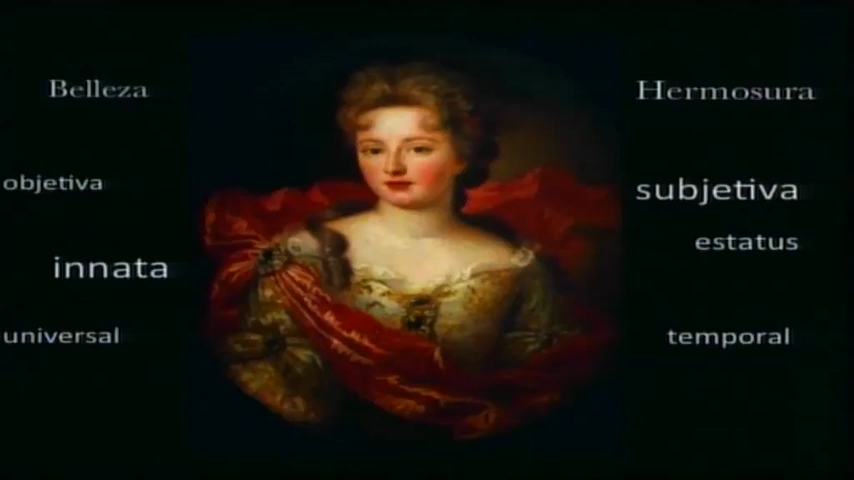 Belleza
Hermosura
objetiva
subjetiva
estatus
innata
universal
temporal